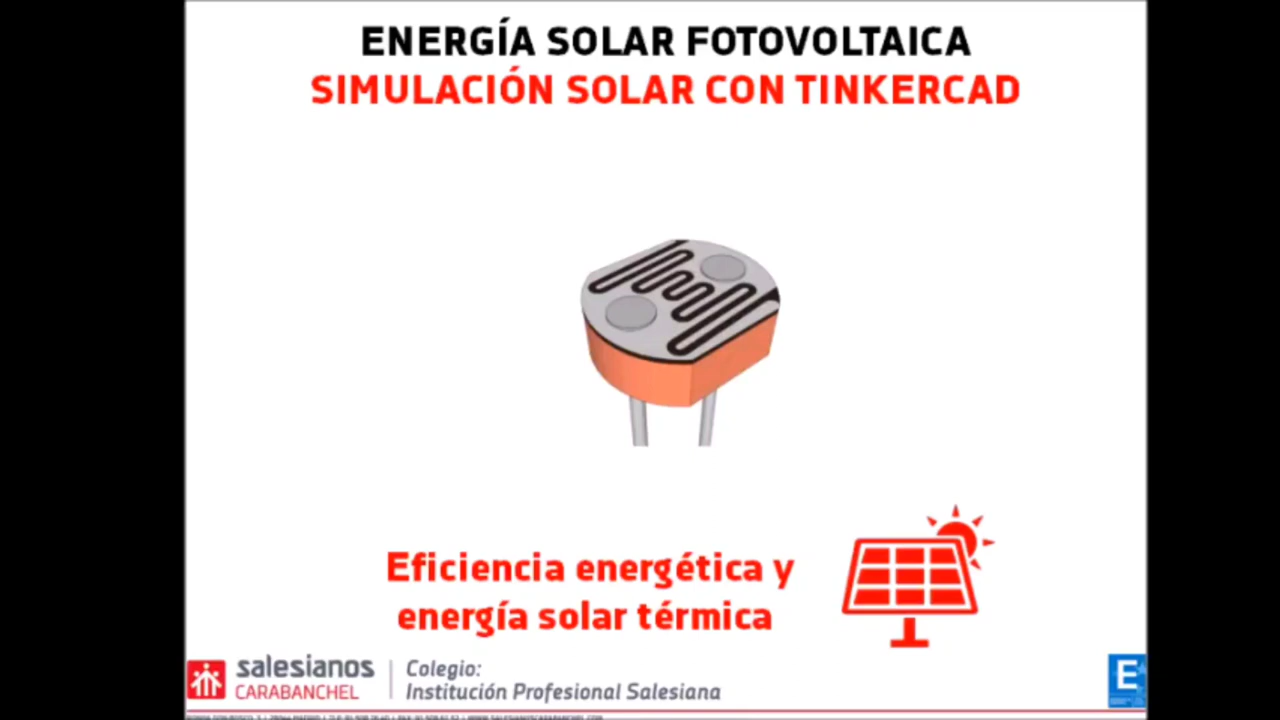 ENERGÍA SOLAR FOTOVOLTAICA
SIMULACIÓN SOLAR CON TINKERCAD
Eficiencia energética y
energía solar térmica
salesianos
CARABANCHEL
Colegio:
Institución Profesional Salesiana
E